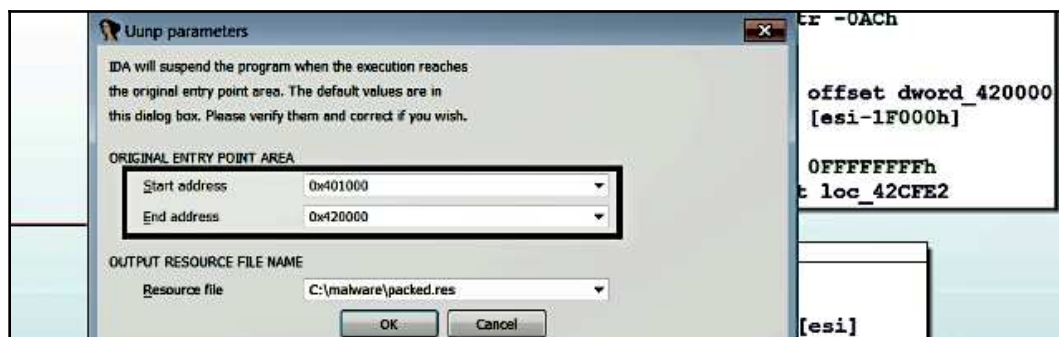 Uunp parameters
IDA will suspend the program when the execution reaches
the original entry point area. The default values are in
this dialog box. Please verify them and correct if you wish.
ORIGINAL ENTRY POINT AREA
Start address 0x401000
End address 0x420000
OUTPUT RESOURCE FILE NAME
Resource file C:\malware\packed.res
OK Cancel
tr -0ACh
offset dword_420000
[esi-1F000h]
0FFFFFFFFh
t loc_42CFE2
[esi]